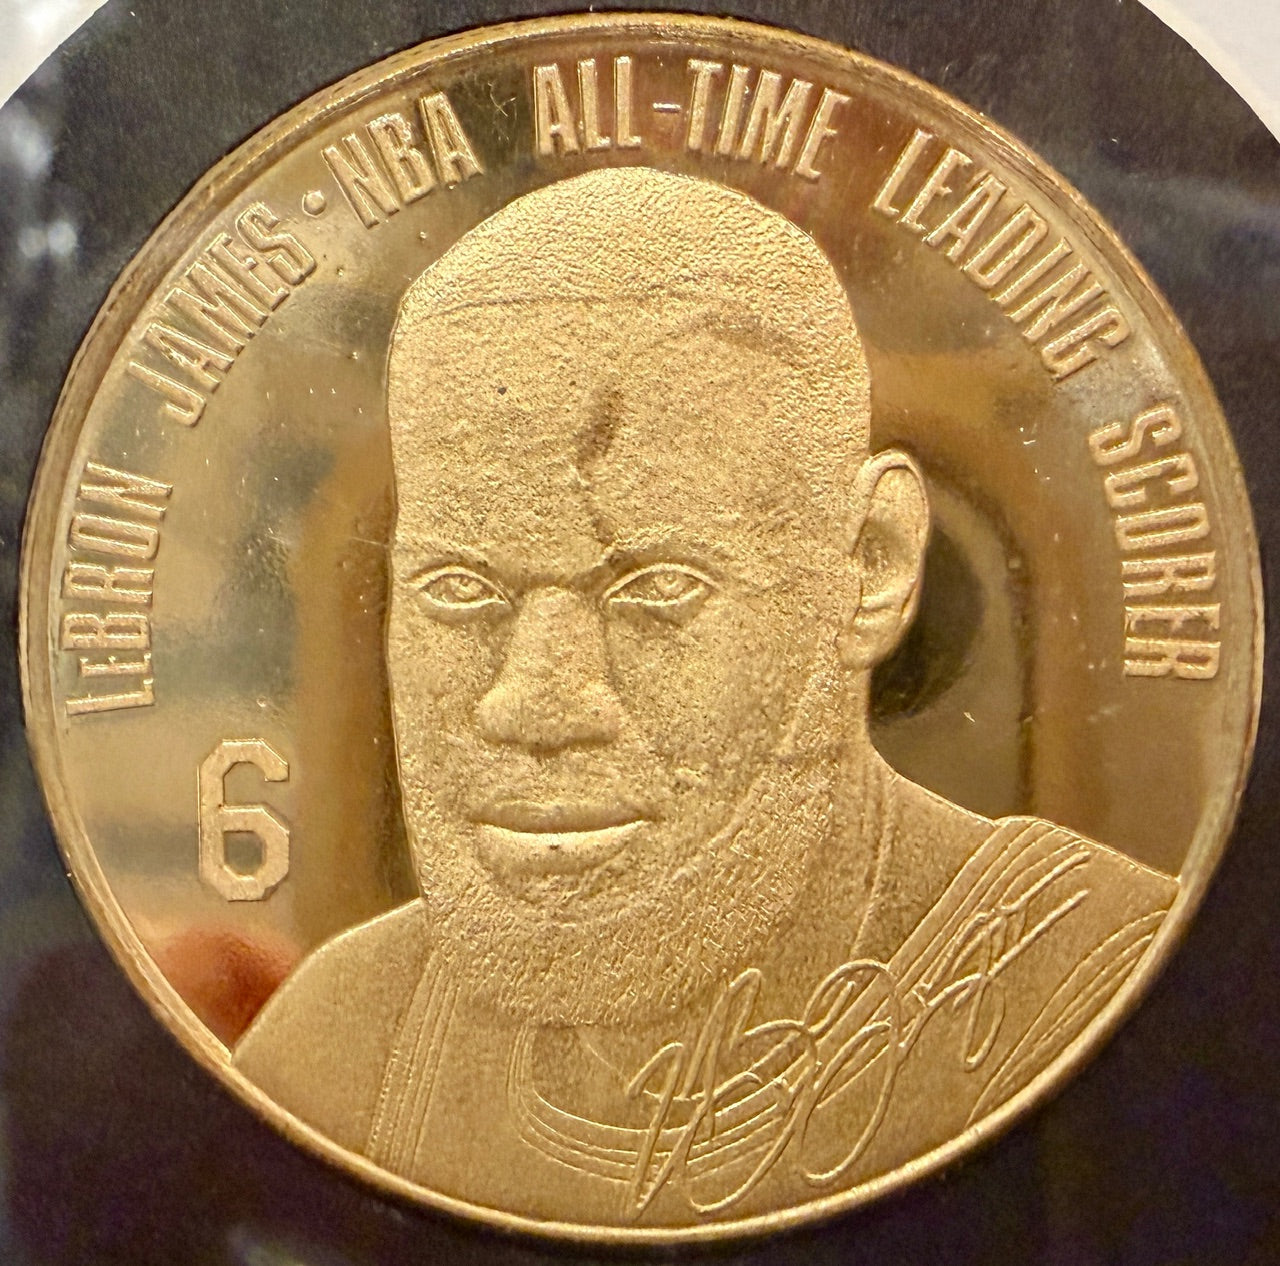 LEBRON JAMES · NBA ALL-TIME LEADING SCORER
6